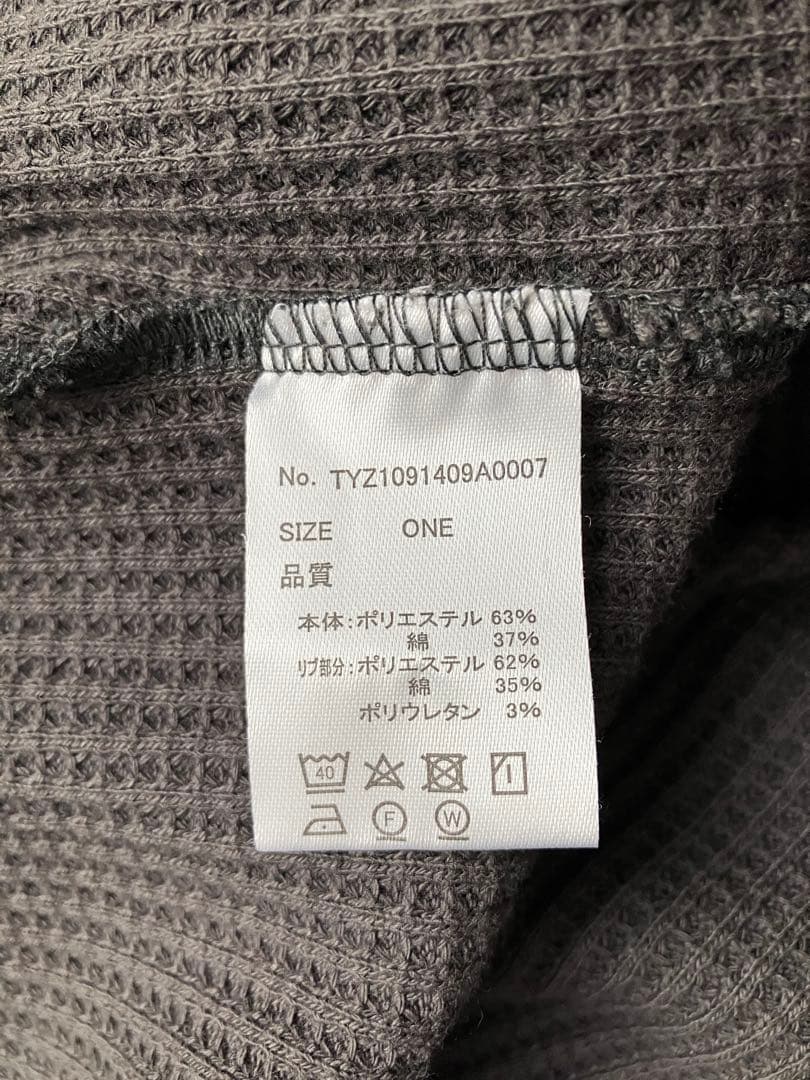 No. TYZ1091409A0007
SIZE ONE
品質
本体:ポリエステル 63%
綿 37%
リブ部分:ポリエステル 62%
綿 35%
ポリウレタン 3%
40
F W